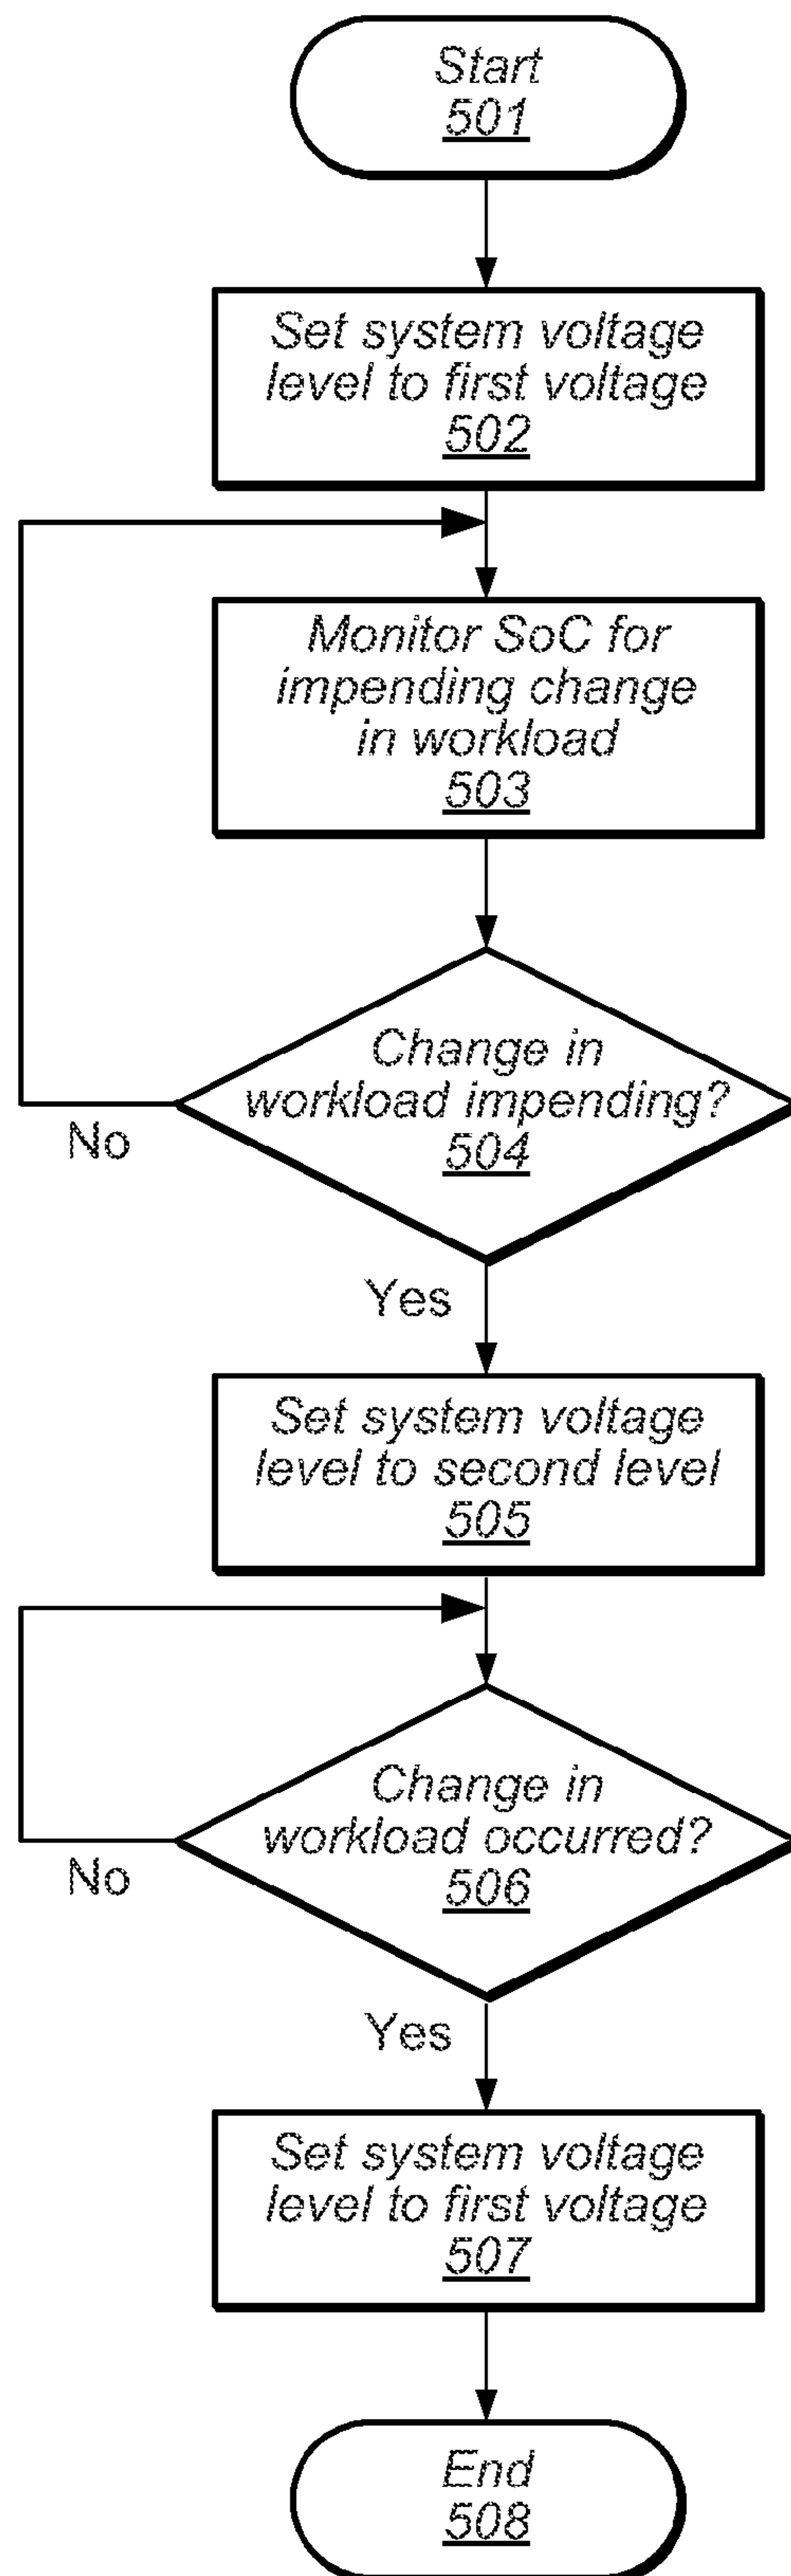 Start
501
Set system voltage
level to first voltage
502
Monitor SoC for
impending change
in workload
503
Change in
workload impending?
504
No
Yes
Set system voltage
level to second level
505
Change in
workload occurred?
506
No
Yes
Set system voltage
level to first voltage
507
End
508